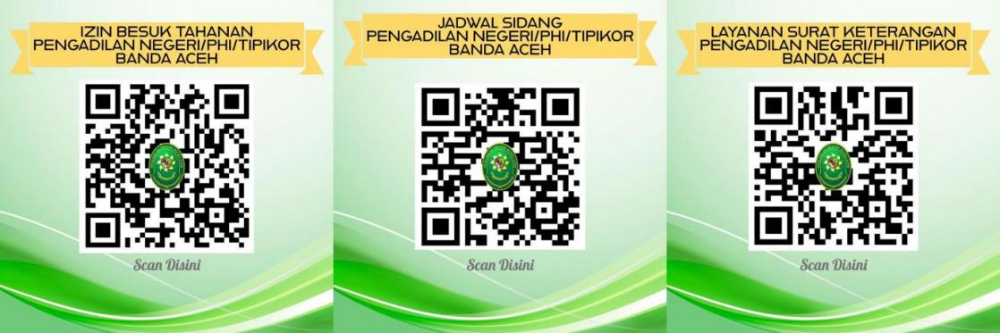 IZIN BESUK TAHANAN
PENGADILAN NEGERI/PHI/TIPIKOR
BANDA ACEH
Scan Disini
JADWAL SIDANG
PENGADILAN NEGERI/PHI/TIPIKOR
BANDA ACEH
Scan Disini
LAYANAN SURAT KETERANGAN
PENGADILAN NEGERI/PHI/TIPIKOR
BANDA ACEH
Scan Disini